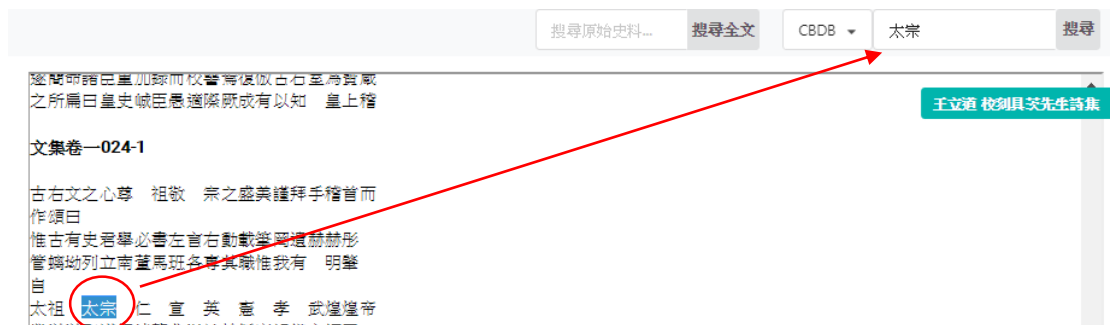 搜尋原始史料... 搜尋全文 CBDB 太宗 搜尋
之所扁曰皇史宬臣愚適際厥成有以知 皇上稽
王立道 校刻具茨先生詩集
文集卷一024-1
古右文之心尊 祖敬 宗之盛美謹拜手稽首而
作頌曰
惟古有史君舉必書左言右動載筆罔遺赫赫彤
管螭坳列立南董馬班各專其職惟我有 明肇
自
太祖 太宗 仁 宣 英 憲 孝 武煌煌帝